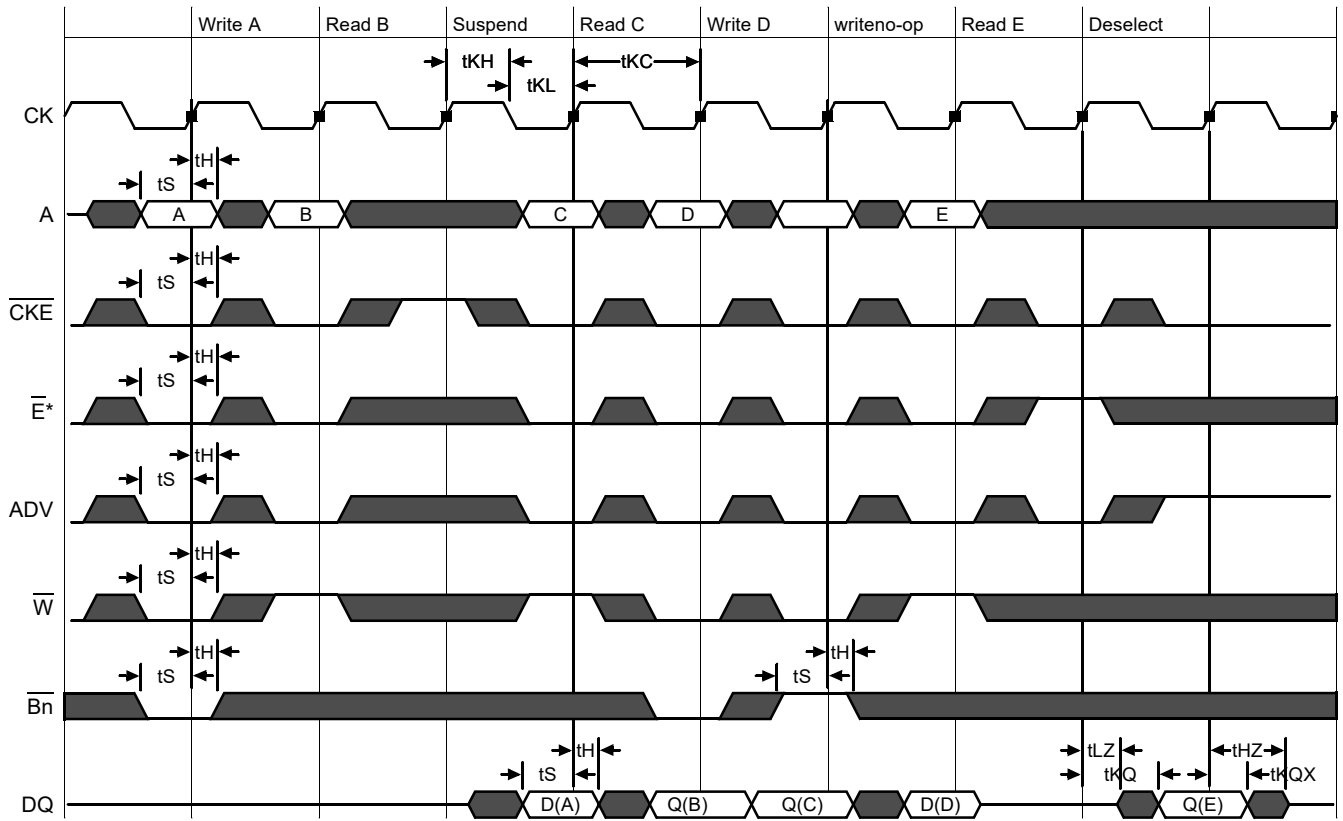 Write A Read B Suspend Read C Write D writeno-op Read E Deselect
tKH tKC
tKL
CK
tH
tS
A A B C D E
tH
tS
CKE
tH
tS
E*
tH
tS
ADV
tH
tS
W
tH tH
tS tS
Bn
tH tLZ tHZ
tS tKQ tKQX
DQ D(A) Q(B) Q(C) D(D) Q(E)